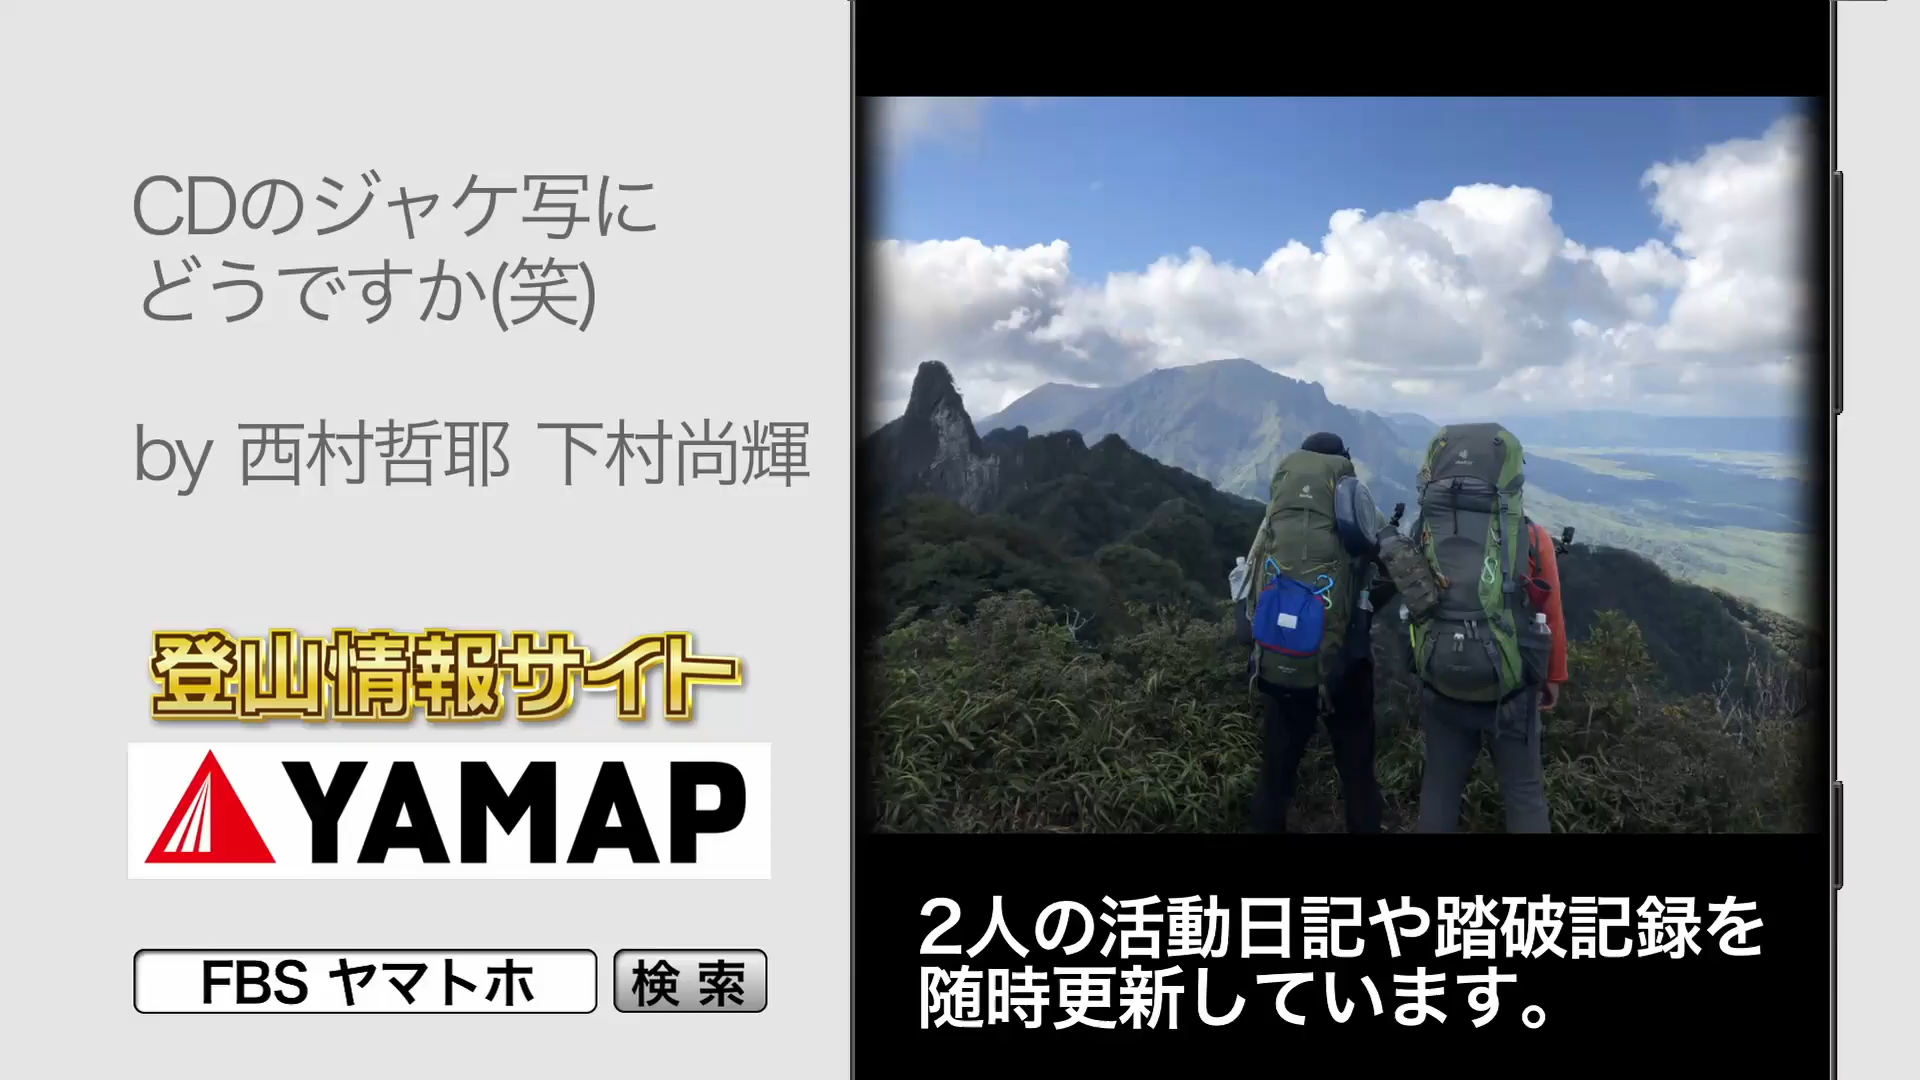 CDのジャケ写に
どうですか(笑)
by 西村哲耶 下村尚輝
登山情報サイト
YAMAP
FBS ヤマトホ
検索
2人の活動日記や踏破記録を
随時更新しています。